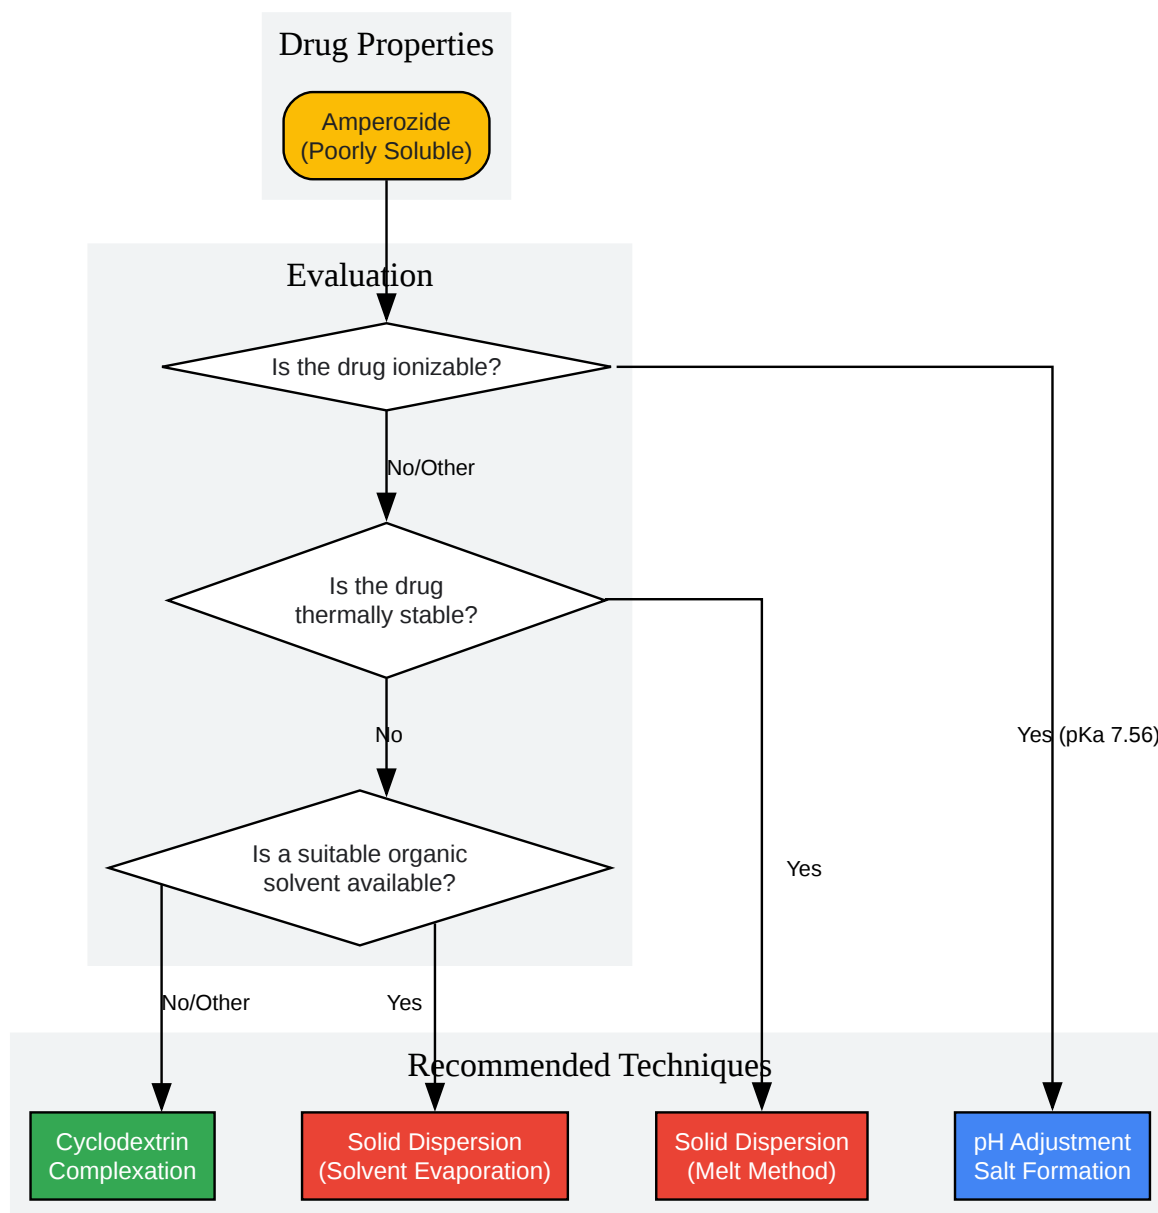 Drug Properties
Amperozide
(Poorly Soluble)
Evaluation
Is the drug ionizable?
No/Other
Is the drug
thermally stable?
No
Yes (pKa 7.56)
Is a suitable organic
solvent available?
Yes
No/Other
Yes
Recommended Techniques
Cyclodextrin
Complexation
Solid Dispersion
(Solvent Evaporation)
Solid Dispersion
(Melt Method)
pH Adjustment
Salt Formation